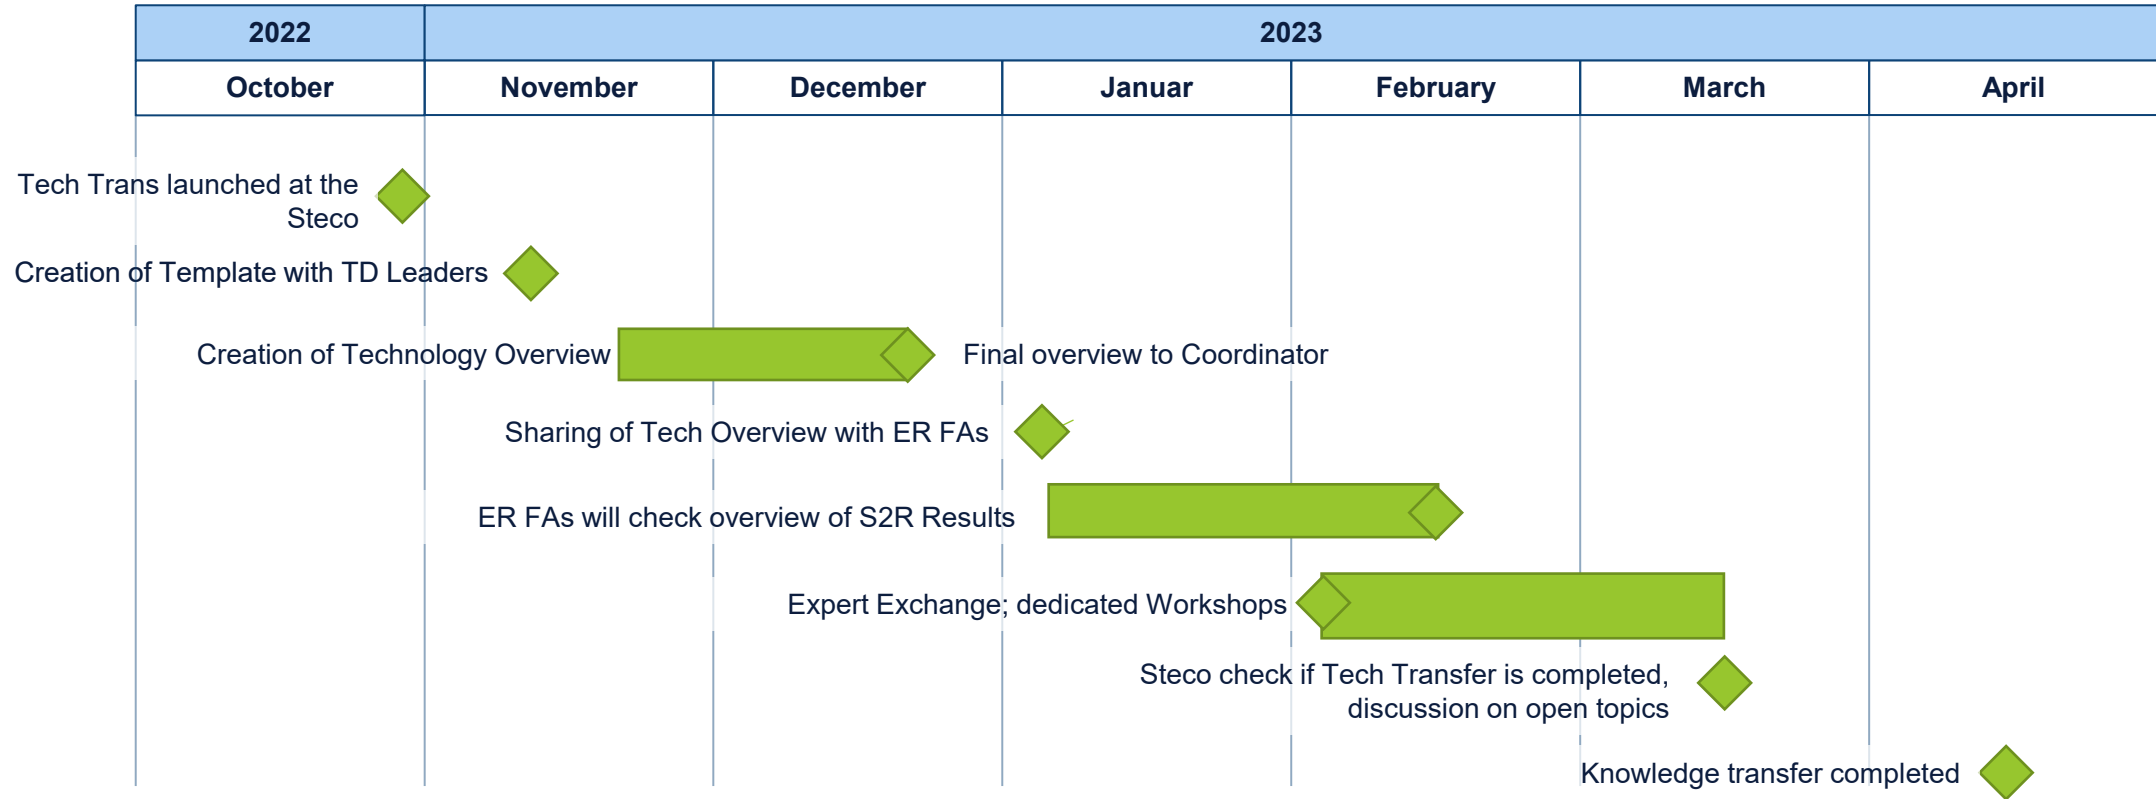 2022
2023
October
November
December
Januar
February
March
April
Tech Trans launched at the
Steco
Creation of Template with TD Leaders
Creation of Technology Overview
Final overview to Coordinator
Sharing of Tech Overview with ER FAs
ER FAs will check overview of S2R Results
Expert Exchange; dedicated Workshops
Steco check if Tech Transfer is completed,
discussion on open topics
Knowledge transfer completed